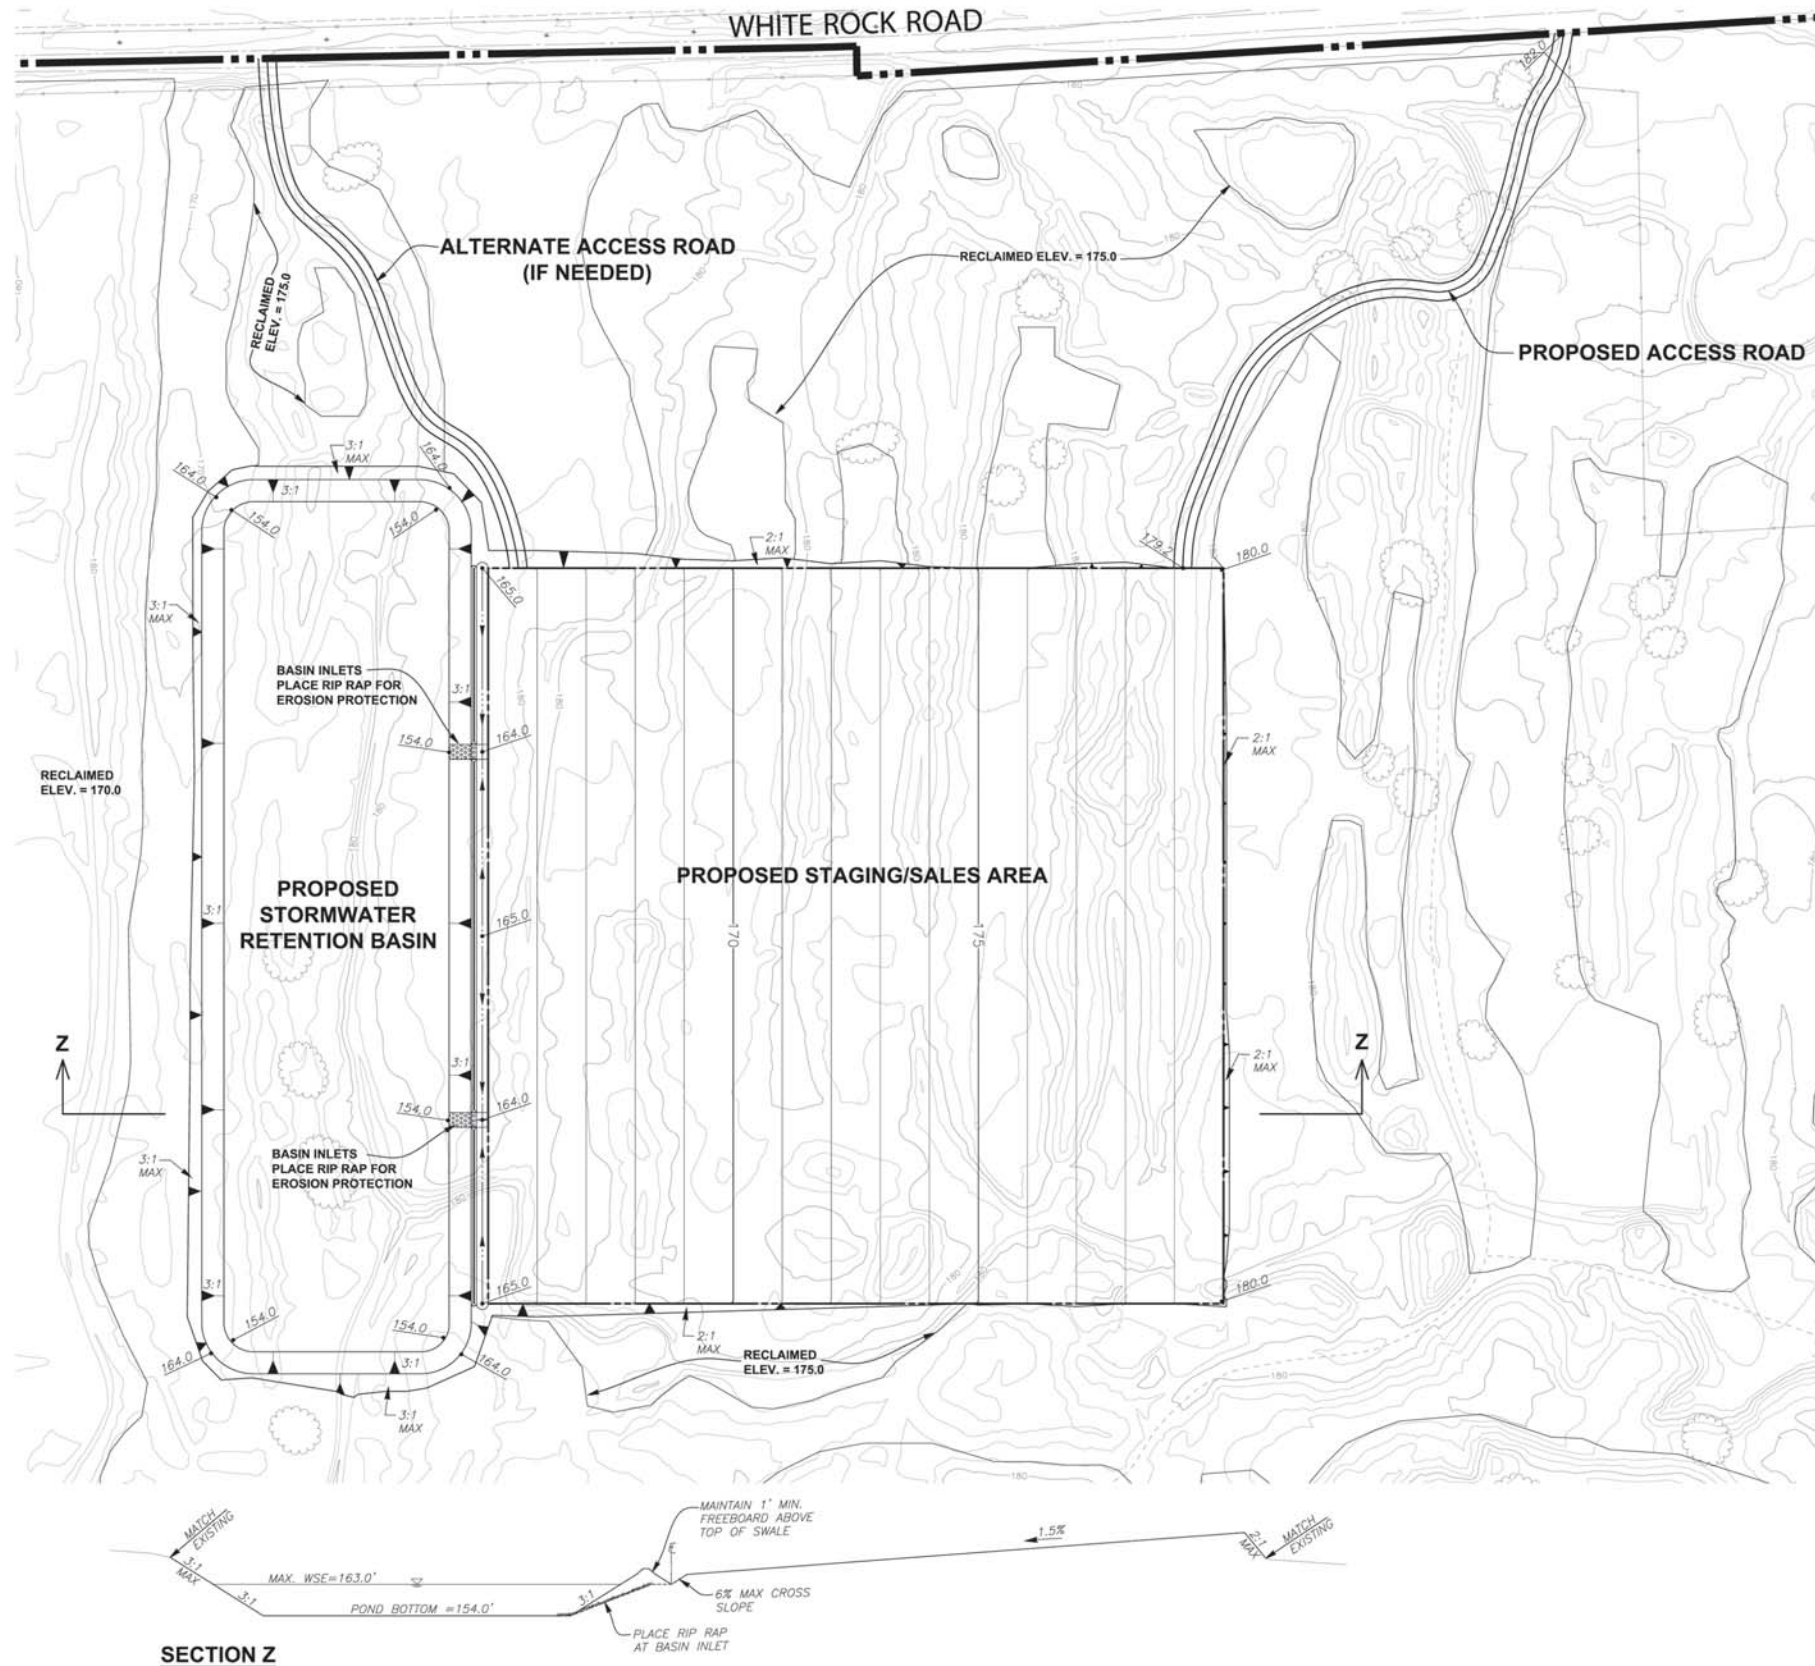 WHITE ROCK ROAD
182.0
180
170
180
180
180
ALTERNATE ACCESS ROAD
(IF NEEDED)
RECLAIMED
ELEV. = 175.0
RECLAIMED ELEV. = 175.0
PROPOSED ACCESS ROAD
3:1
MAX
164.0
164.0
3:1
154.0
154.0
2:1
MAX
179.2
180.0
165.0
3:1
MAX
BASIN INLETS
PLACE RIP RAP FOR
EROSION PROTECTION
3:1
154.0
164.0
2:1
MAX
RECLAIMED
ELEV. = 170.0
PROPOSED
STORMWATER
RETENTION BASIN
PROPOSED STAGING/SALES AREA
3:1
165.0
170
175
Z
Z
3:1
2:1
MAX
154.0
164.0
BASIN INLETS
PLACE RIP RAP FOR
EROSION PROTECTION
3:1
MAX
180
3:1
165.0
180.0
154.0
154.0
2:1
MAX
RECLAIMED
ELEV. = 175.0
164.0
3:1
164.0
3:1
MAX
180
180
MATCH
EXISTING
3:1
MAX
3:1
MAX. WSE=163.0'
POND BOTTOM =154.0'
3:1
MAINTAIN 1' MIN.
FREEBOARD ABOVE
TOP OF SWALE
6% MAX CROSS
SLOPE
PLACE RIP RAP
AT BASIN INLET
1.5%
2:1
MAX
MATCH
EXISTING
SECTION Z